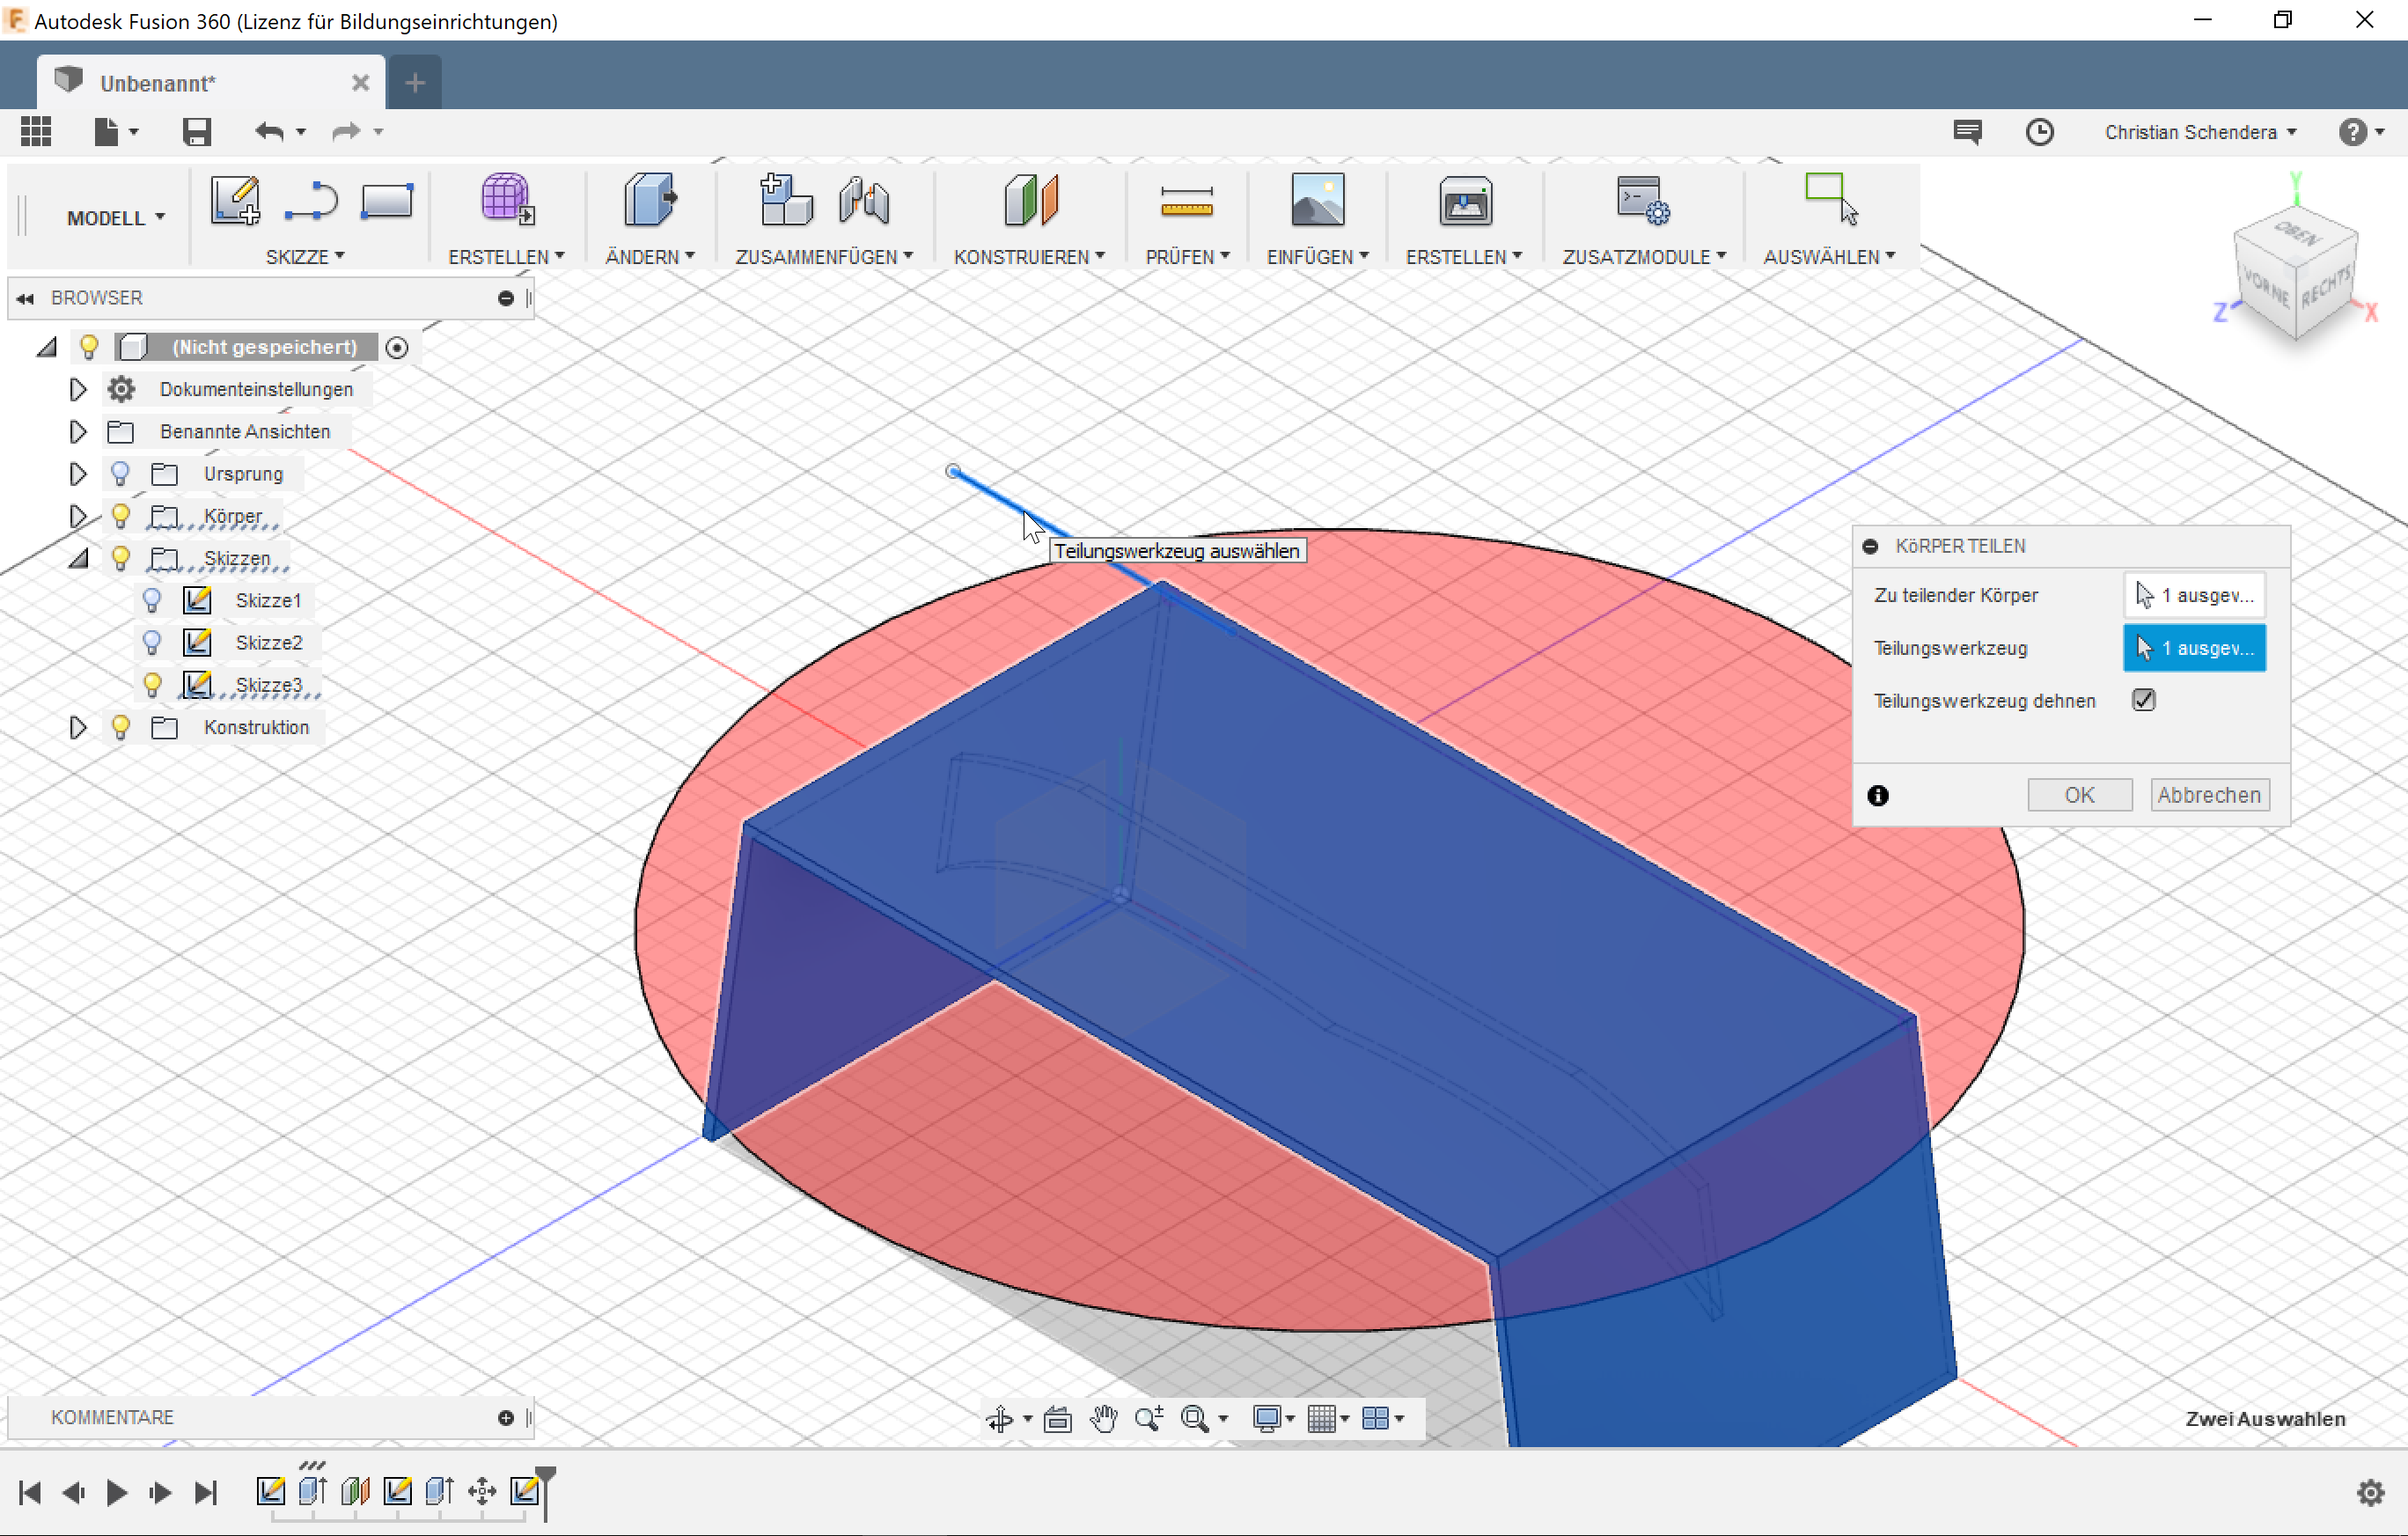 Autodesk Fusion 360 (Lizenz für Bildungseinrichtungen)
Unbenannt*
Christian Schendera
MODELL
SKIZZE
ERSTELLEN
ÄNDERN
ZUSAMMENFÜGEN
KONSTRUIEREN
PRÜFEN
EINFÜGEN
ERSTELLEN
ZUSATZMODULE
AUSWÄHLEN
Y
OBEN
VORNE
RECHTS
Z
X
BROWSER
(Nicht gespeichert)
Dokumenteinstellungen
Benannte Ansichten
Ursprung
Körper
Skizzen
Skizze1
Skizze2
Skizze3
Konstruktion
Teilungswerkzeug auswählen
KöRPER TEILEN
Zu teilender Körper
1 ausgew...
Teilungswerkzeug
1 ausgew...
Teilungswerkzeug dehnen
OK
Abbrechen
KOMMENTARE
Zwei Auswahlen